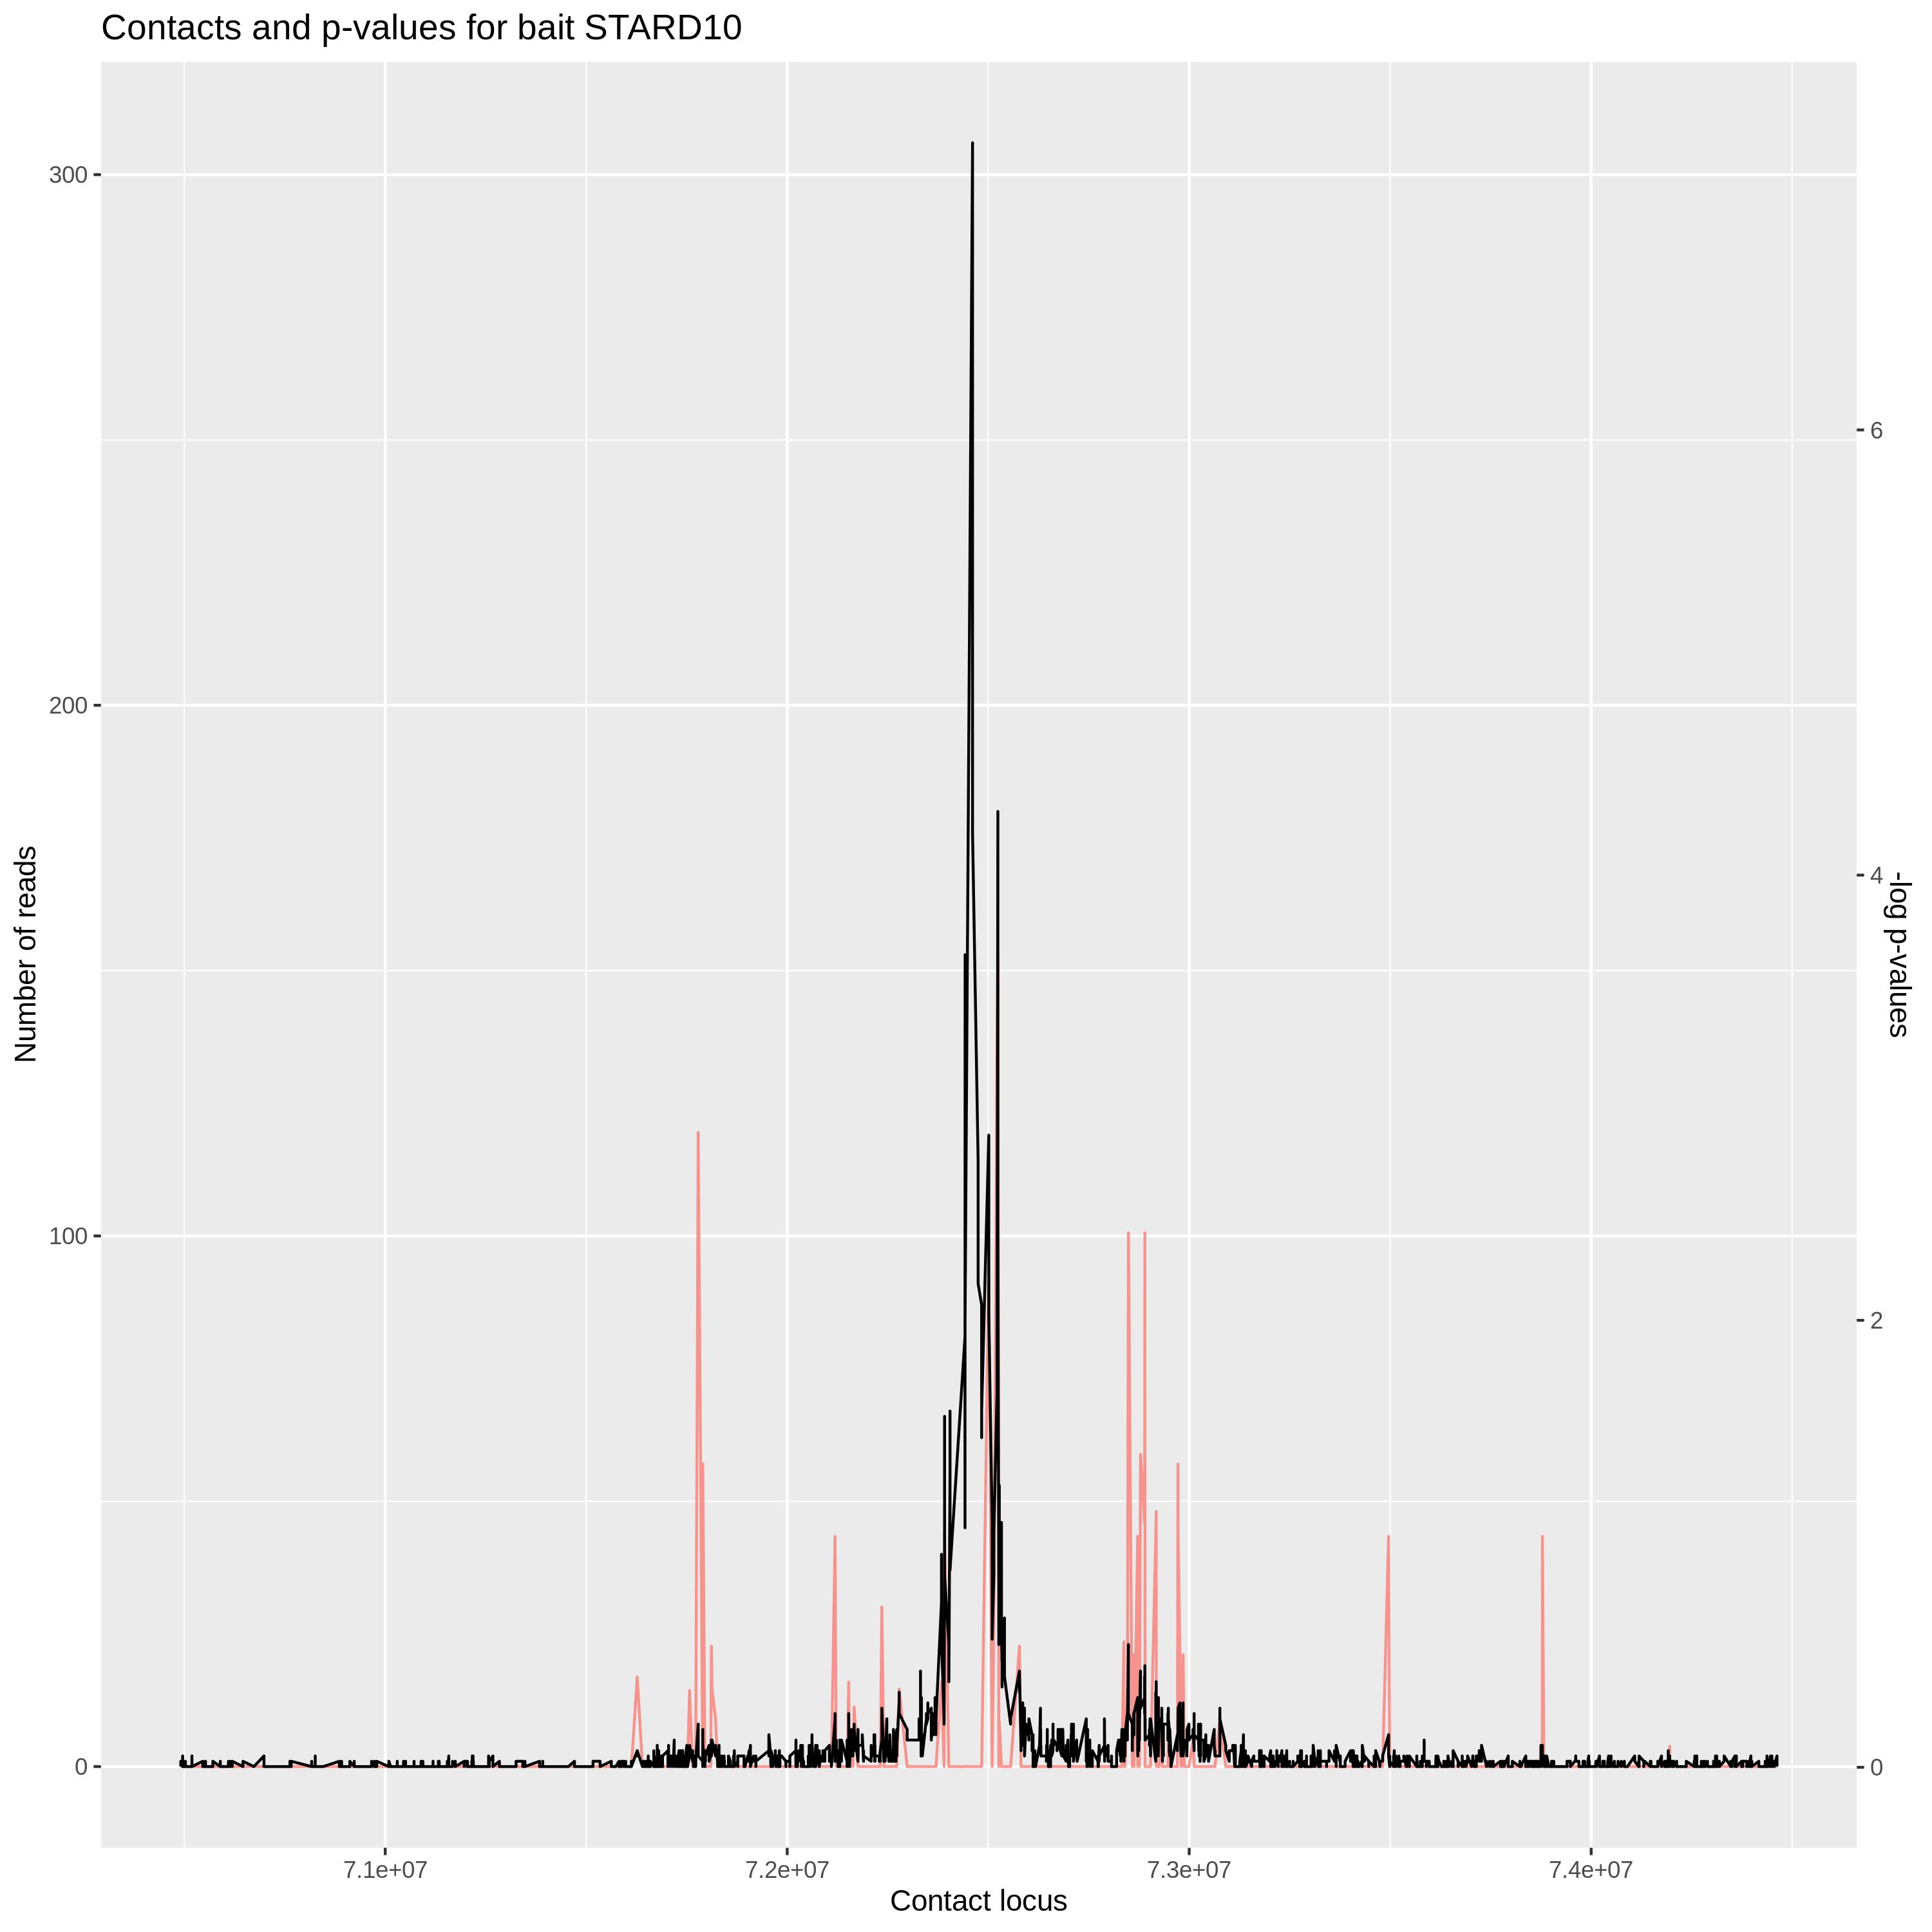 Contacts and p-values for bait STARD10
300
200
100
0
Number of reads
6
4
2
0
-log p-values
7.1e+07
7.2e+07
7.3e+07
7.4e+07
Contact locus